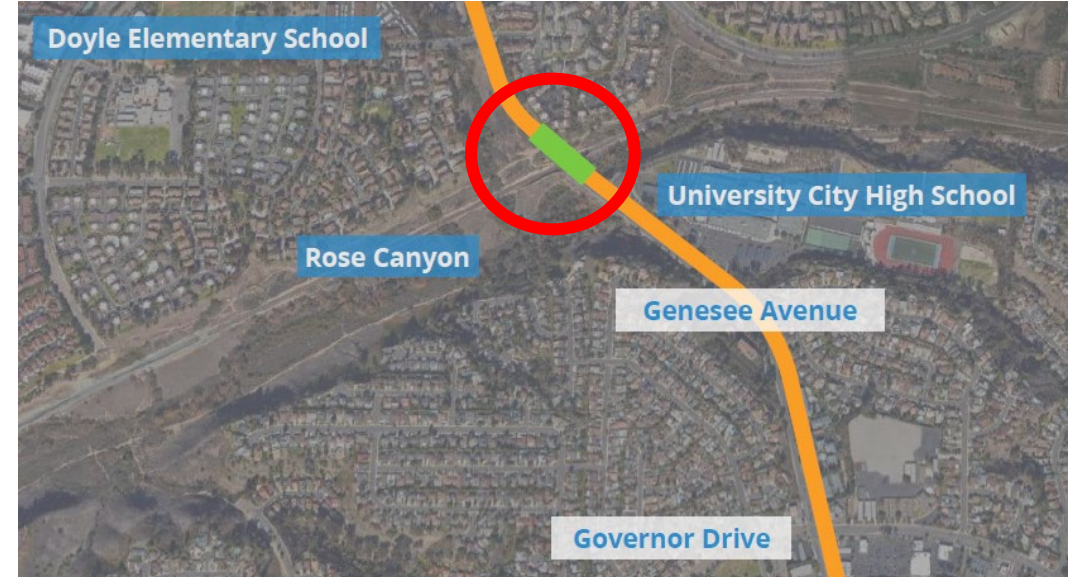 Doyle Elementary School
University City High School
Rose Canyon
Genesee Avenue
Governor Drive